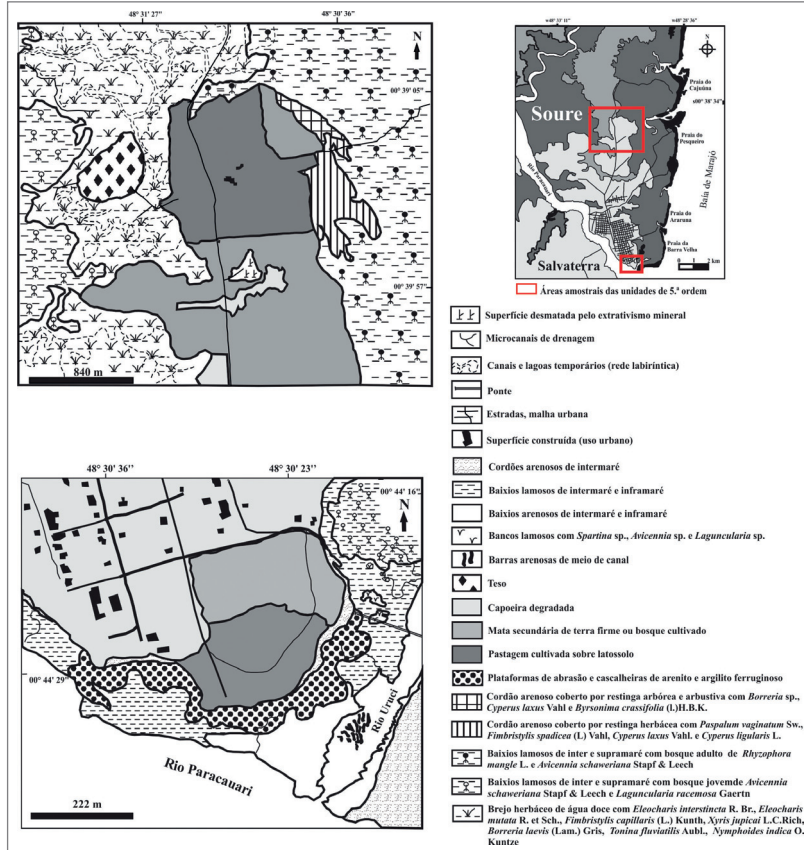 48° 31' 27''
48° 30' 36''
N
00° 39' 05''
00° 39' 57''
840 m
48° 30' 36''
48° 30' 23''
00° 44' 16''
N
00° 44' 29''
Rio Uruci
Rio Paracauari
222 m
w48° 28' 36''
N
Praia do
Cajuúna
s00° 38' 34''
Soure
Praia do
Pesqueiro
Rio Paracauari
Baia de Marajó
Praia do
Araruna
Praia da
Barra Velha
Salvaterra
0 2 km
Áreas amostrais das unidades de 5.ª ordem
Superfície desmatada pelo extrativismo mineral
Microcanais de drenagem
Canais e lagoas temporários (rede labiríntica)
Ponte
Estradas, malha urbana
Superfície construída (uso urbano)
Cordões arenosos de intermaré
Baixios lamosos de intermaré e inframaré
Baixios arenosos de intermaré e inframaré
Bancos lamosos com Spartina sp., Avicennia sp. e Laguncularia sp.
Barras arenosas de meio de canal
Teso
Capoeira degradada
Mata secundária de terra firme ou bosque cultivado
Pastagem cultivada sobre latossolo
Plataformas de abrasão e cascalheiras de arenito e argilito ferruginoso
Cordão arenoso coberto por restinga arbórea e arbustiva com Borreria sp.,
Cyperus laxus Vahl e Byrsonima crassifolia (l.)H.B.K.
Cordão arenoso coberto por restinga herbácea com Paspalum vaginatum Sw.,
Fimbristylis spadicea (L) Vahl, Cyperus laxus Vahl. e Cyperus ligularis L.
Baixios lamosos de inter e supramaré com bosque adulto de Rhyzophora
mangle L. e Avicennia schaweriana Stapf & Leech
Baixios lamosos de inter e supramaré com bosque jovemde Avicennia
schaweriana Stapf & Leech e Laguncularia racemosa Gaertn
Brejo herbáceo de água doce com Eleocharis interstincta R. Br., Eleocharis
mutata R. et Sch., Fimbristylis capillaris (L.) Kunth, Xyris jupicai L.C.Rich,
Borreria laevis (Lam.) Gris, Tonina fluviatilis Aubl., Nymphoides indica O.
Kuntze